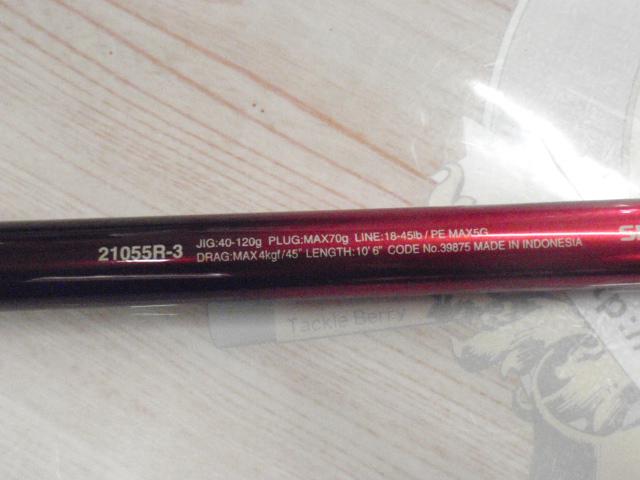 21055R-3
JIG:40-120g PLUG:MAX70g LINE:18-45lb / PE MAX5G
DRAG:MAX4kgf/45° LENGTH:10' 6" CODE No.39875 MADE IN INDONESIA
Tackle Berry